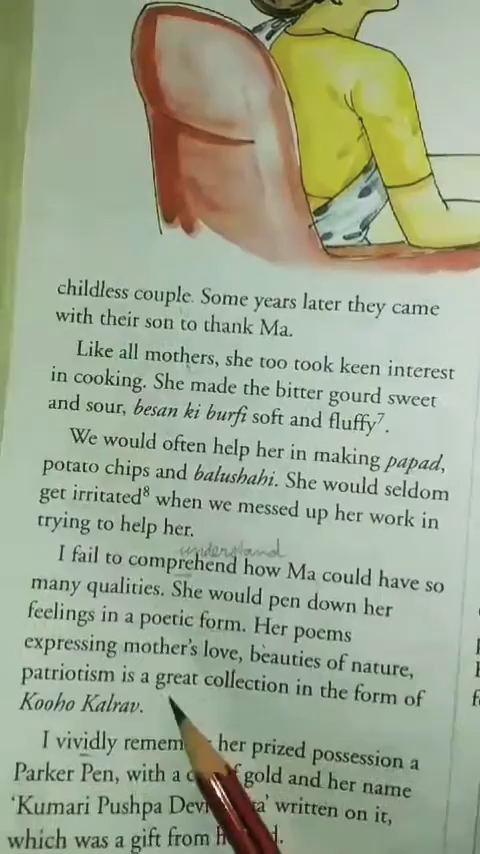 childless couple. Some years later they came
with their son to thank Ma.
Like all mothers, she too took keen interest
in cooking. She made the bitter gourd sweet
and sour, besan ki burfi soft and fluffy⁷.
We would often help her in making papad,
potato chips and balushahi. She would seldom
get irritated⁸ when we messed up her work in
trying to help her.
understand
I fail to comprehend how Ma could have so
many qualities. She would pen down her
feelings in a poetic form. Her poems
expressing mother's love, beauties of nature,
patriotism is a great collection in the form of
Kooho Kalrav.
I vividly her prized possession a
Parker Pen, with a gold and her name
'Kumari Pushpa written on it,
which was a gift from